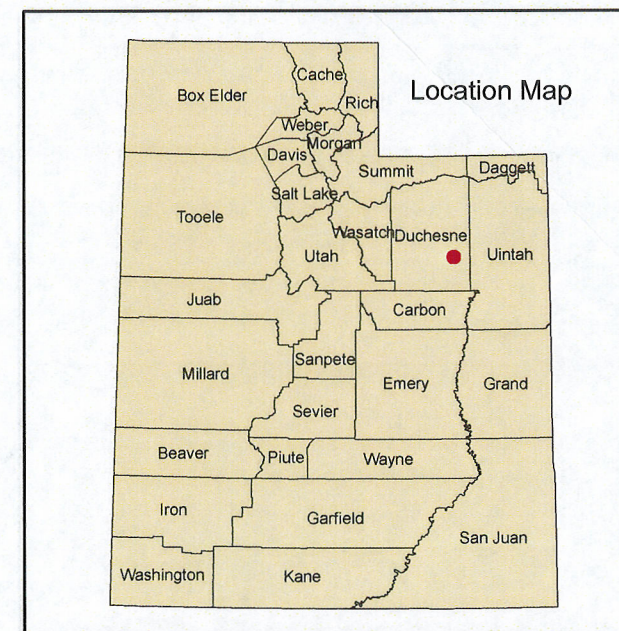 Location Map
Cache
Box Elder
Rich
Weber
Morgan
Davis
Summit
Daggett
Salt Lake
Tooele
Wasatch
Duchesne
Utah
Uintah
Juab
Carbon
Sanpete
Millard
Emery
Grand
Sevier
Beaver
Piute
Wayne
Iron
Garfield
San Juan
Washington
Kane